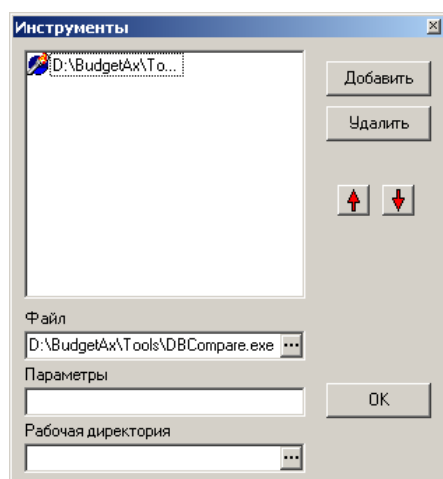 Инструменты
D:\BudgetAx\To...
Добавить
Удалить
Файл
D:\BudgetAx\Tools\DBCompare.exe
Параметры
OK
Рабочая директория